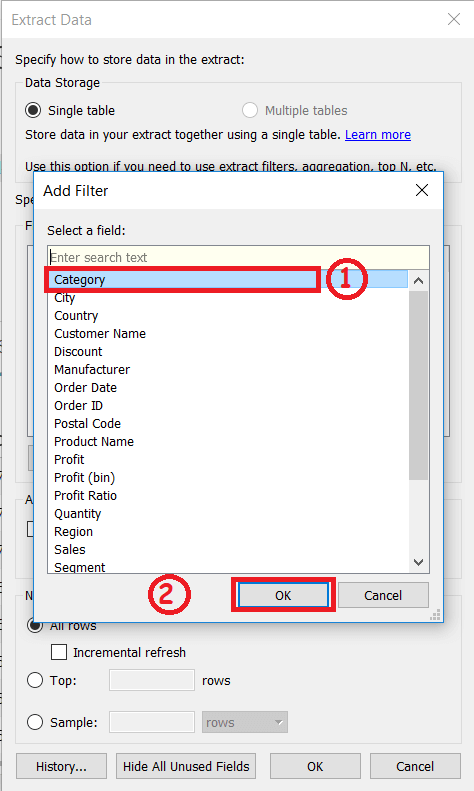 Extract Data
Specify how to store data in the extract:
Data Storage
Single table
Multiple tables
Store data in your extract together using a single table. Learn more
Use this option if you need to use extract filters, aggregation, top N, etc.
Add Filter
Select a field:
Enter search text
Category
1
City
Country
Customer Name
Discount
Manufacturer
Order Date
Order ID
Postal Code
Product Name
Profit
Profit (bin)
Profit Ratio
Quantity
Region
Sales
Segment
2
OK
Cancel
All rows
Incremental refresh
Top:
rows
Sample:
rows
History...
Hide All Unused Fields
OK
Cancel